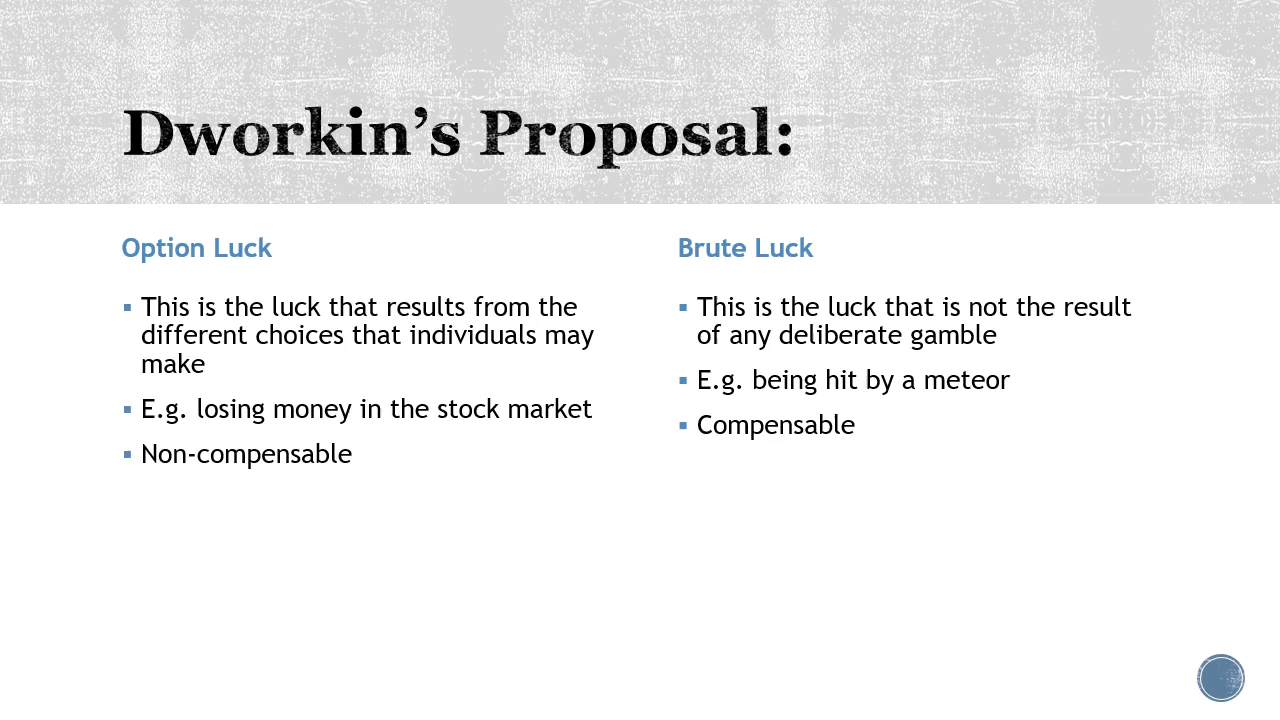 Dworkin’s Proposal:
Option Luck
▪ This is the luck that results from the
different choices that individuals may
make
▪ E.g. losing money in the stock market
▪ Non-compensable
Brute Luck
▪ This is the luck that is not the result
of any deliberate gamble
▪ E.g. being hit by a meteor
▪ Compensable